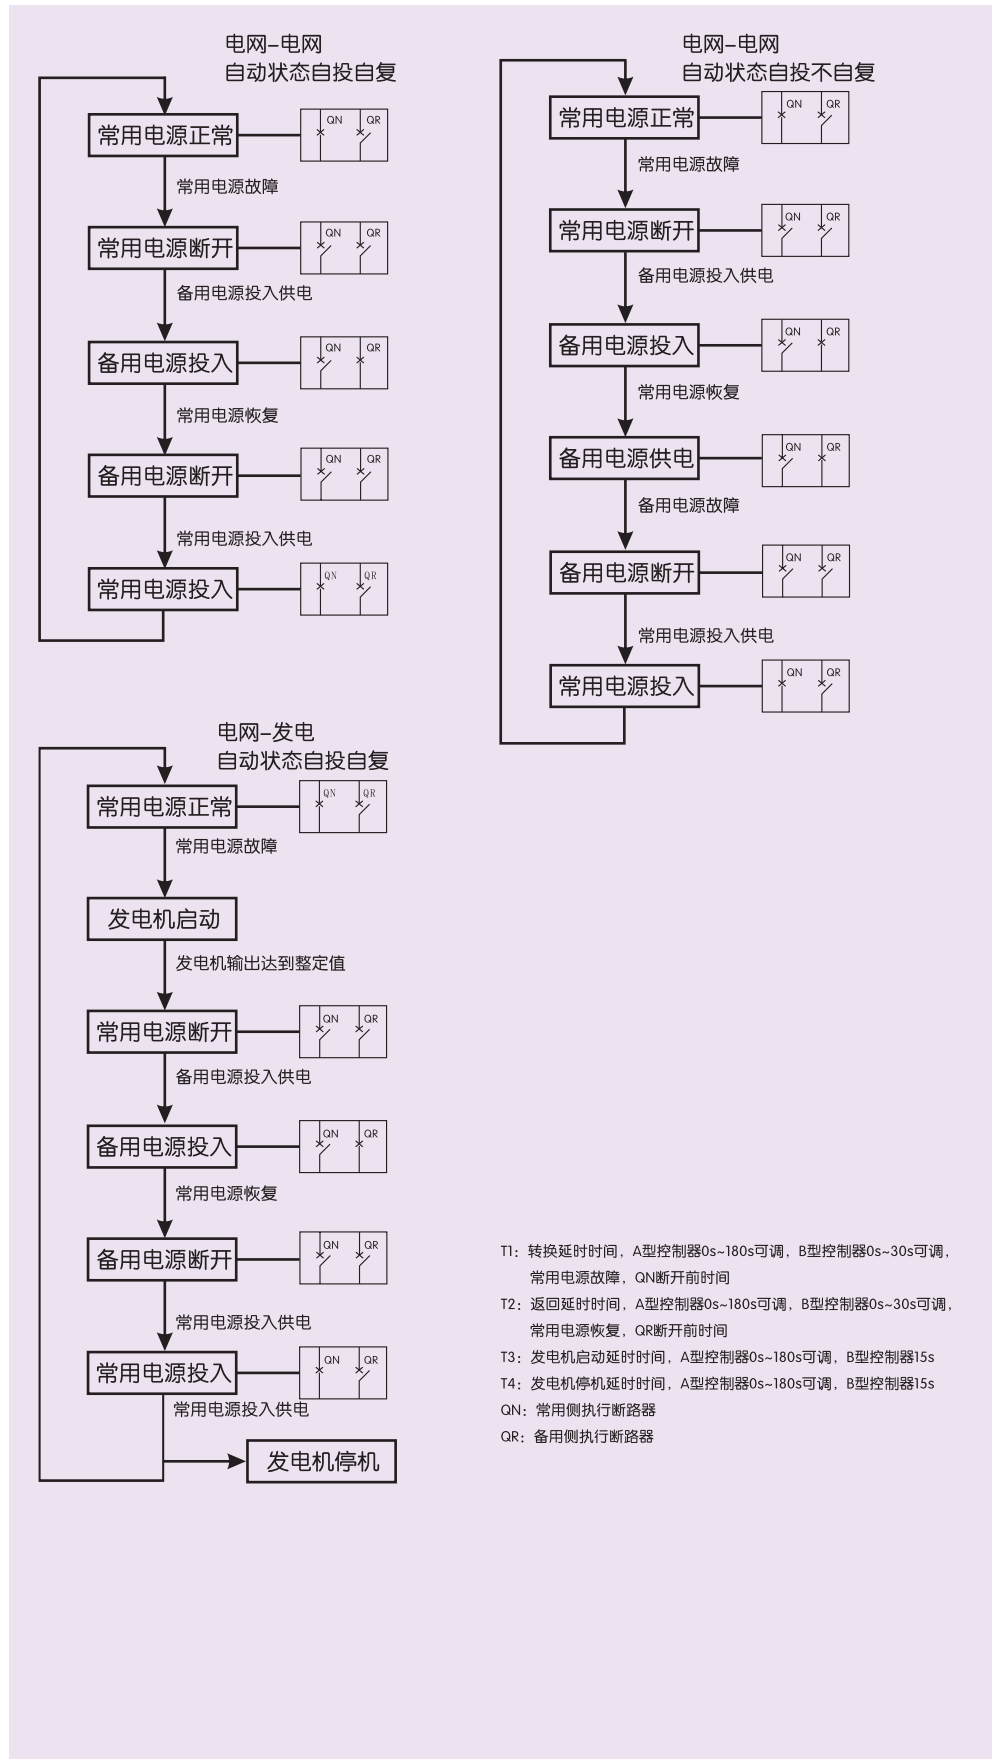 电网–电网
自动状态自投自复
常用电源正常
QN QR
常用电源故障
常用电源断开
QN QR
备用电源投入供电
备用电源投入
QN QR
常用电源恢复
备用电源断开
QN QR
常用电源投入供电
常用电源投入
QN QR
电网–电网
自动状态自投不自复
常用电源正常
QN QR
常用电源故障
常用电源断开
QN QR
备用电源投入供电
备用电源投入
QN QR
常用电源恢复
备用电源供电
QN QR
备用电源故障
备用电源断开
QN QR
常用电源投入供电
常用电源投入
QN QR
电网–发电
自动状态自投自复
常用电源正常
QN QR
常用电源故障
发电机启动
发电机输出达到整定值
常用电源断开
QN QR
备用电源投入供电
备用电源投入
QN QR
常用电源恢复
备用电源断开
QN QR
常用电源投入供电
常用电源投入
QN QR
常用电源投入供电
发电机停机
T1：转换延时时间，A型控制器0s~180s可调，B型控制器0s~30s可调，
常用电源故障，QN断开前时间
T2：返回延时时间，A型控制器0s~180s可调，B型控制器0s~30s可调，
常用电源恢复，QR断开前时间
T3：发电机启动延时时间，A型控制器0s~180s可调，B型控制器15s
T4：发电机停机延时时间，A型控制器0s~180s可调，B型控制器15s
QN：常用侧执行断路器
QR：备用侧执行断路器